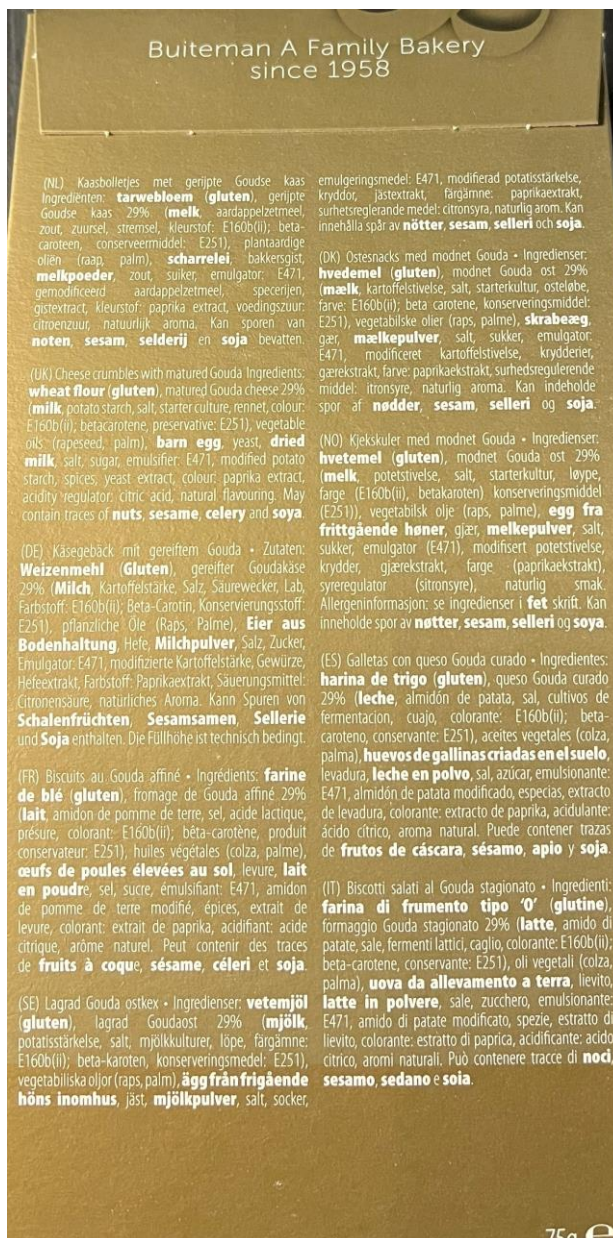 Buiteman A Family Bakery
since 1958
(NL) Kaasbolletjes met gerijpte Goudse kaas
Ingrediënten: tarwebloem (gluten), gerijpte
Goudse kaas 29% (melk, aardappelzetmeel,
zout, zuursel, stremsel, kleurstof: E160b(ii); beta-
caroteen, conserveermiddel: E251), plantaardige
oliën (raap, palm), scharrelei, bakkersgist,
melkpoeder, zout, suiker, emulgator: E471,
gemodificeerd aardappelzetmeel, specerijen,
gistextract, kleurstof: paprika extract, voedingszuur:
citroenzuur, natuurlijk aroma. Kan sporen van
noten, sesam, selderij en soja bevatten.
(UK) Cheese crumbles with matured Gouda Ingredients:
wheat flour (gluten), matured Gouda cheese 29%
(milk, potato starch, salt, starter culture, rennet, colour:
E160b(ii); betacarotene, preservative: E251), vegetable
oils (rapeseed, palm), barn egg, yeast, dried
milk, salt, sugar, emulsifier: E471, modified potato
starch, spices, yeast extract, colour: paprika extract,
acidity regulator: citric acid, natural flavouring. May
contain traces of nuts, sesame, celery and soya.
(DE) Käsegebäck mit gereiftem Gouda • Zutaten:
Weizenmehl (Gluten), gereifter Goudakäse
29% (Milch, Kartoffelstärke, Salz, Säurewecker, Lab,
Farbstoff: E160b(ii); Beta-Carotin, Konservierungsstoff:
E251), pflanzliche Öle (Raps, Palme), Eier aus
Bodenhaltung, Hefe, Milchpulver, Salz, Zucker,
Emulgator: E471, modifizierte Kartoffelstärke, Gewürze,
Hefeextrakt, Farbstoff: Paprikaextrakt, Säuerungsmittel:
Citronensäure, natürliches Aroma. Kann Spuren von
Schalenfrüchten, Sesamsamen, Sellerie
und Soja enthalten. Die Füllhöhe ist technisch bedingt.
(FR) Biscuits au Gouda affiné • Ingrédients: farine
de blé (gluten), fromage de Gouda affiné 29%
(lait, amidon de pomme de terre, sel, acide lactique,
présure, colorant: E160b(ii); bêta-carotène, produit
conservateur: E251), huiles végétales (colza, palme),
œufs de poules élevées au sol, levure, lait
en poudre, sel, sucre, émulsifiant: E471, amidon
de pomme de terre modifié, épices, extrait de
levure, colorant: extrait de paprika, acidifiant: acide
citrique, arôme naturel. Peut contenir des traces
de fruits à coque, sésame, céleri et soja.
(SE) Lagrad Gouda ostkex • Ingredienser: vetemjöl
(gluten), lagrad Goudaost 29% (mjölk,
potatisstärkelse, salt, mjölkkulturer, löpe, färgämne:
E160b(ii); beta-karoten, konserveringsmedel: E251),
vegetabiliska oljor (raps, palm), ägg från frigående
höns inomhus, jäst, mjölkpulver, salt, socker,
emulgeringsmedel: E471, modifierad potatisstärkelse,
kryddor, jästextrakt, färgämne: paprikaextrakt,
surhetsreglerande medel: citronsyra, naturlig arom. Kan
innehålla spår av nötter, sesam, selleri och soja.
(DK) Ostesnacks med modnet Gouda • Ingredienser:
hvedemel (gluten), modnet Gouda ost 29%
(mælk, kartoffelstivelse, salt, starterkultur, osteløbe,
farve: E160b(ii); beta carotene, konserveringsmiddel:
E251), vegetabilske olier (raps, palme), skrabeæg,
gær, mælkepulver, salt, sukker, emulgator:
E471, modificeret kartoffelstivelse, krydderier,
gærekstrakt, farve: paprikaekstrakt, surhedsregulerende
middel: itronsyre, naturlig aroma. Kan indeholde
spor af nødder, sesam, selleri og soja.
(NO) Kjekskuler med modnet Gouda • Ingredienser:
hvetemel (gluten), modnet Gouda ost 29%
(melk, potetstivelse, salt, starterkultur, løype,
farge (E160b(ii), betakaroten) konserveringsmiddel
(E251)), vegetabilsk olje (raps, palme), egg fra
frittgående høner, gjær, melkepulver, salt,
sukker, emulgator (E471), modifisert potetstivelse,
krydder, gjærekstrakt, farge (paprikaekstrakt),
syreregulator (sitronsyre), naturlig smak.
Allergeninformasjon: se ingredienser i fet skrift. Kan
inneholde spor av nøtter, sesam, selleri og soya.
(ES) Galletas con queso Gouda curado • Ingredientes:
harina de trigo (gluten), queso Gouda curado
29% (leche, almidón de patata, sal, cultivos de
fermentacion, cuajo, colorante: E160b(ii); beta-
caroteno, conservante: E251), aceites vegetales (colza,
palma), huevos de gallinas criadas en el suelo,
levadura, leche en polvo, sal, azúcar, emulsionante:
E471, almidón de patata modificado, especias, extracto
de levadura, colorante: extracto de paprika, acidulante:
ácido cítrico, aroma natural. Puede contener trazas
de frutos de cáscara, sésamo, apio y soja.
(IT) Biscotti salati al Gouda stagionato • Ingredienti:
farina di frumento tipo ‘0’ (glutine),
formaggio Gouda stagionato 29% (latte, amido di
patate, sale, fermenti lattici, caglio, colorante: E160b(ii);
beta-carotene, conservante: E251), oli vegetali (colza,
palma), uova da allevamento a terra, lievito,
latte in polvere, sale, zucchero, emulsionante:
E471, amido di patate modificato, spezie, estratto di
lievito, colorante: estratto di paprica, acidificante: acido
citrico, aromi naturali. Può contenere tracce di noci,
sesamo, sedano e soia.
75g ℮